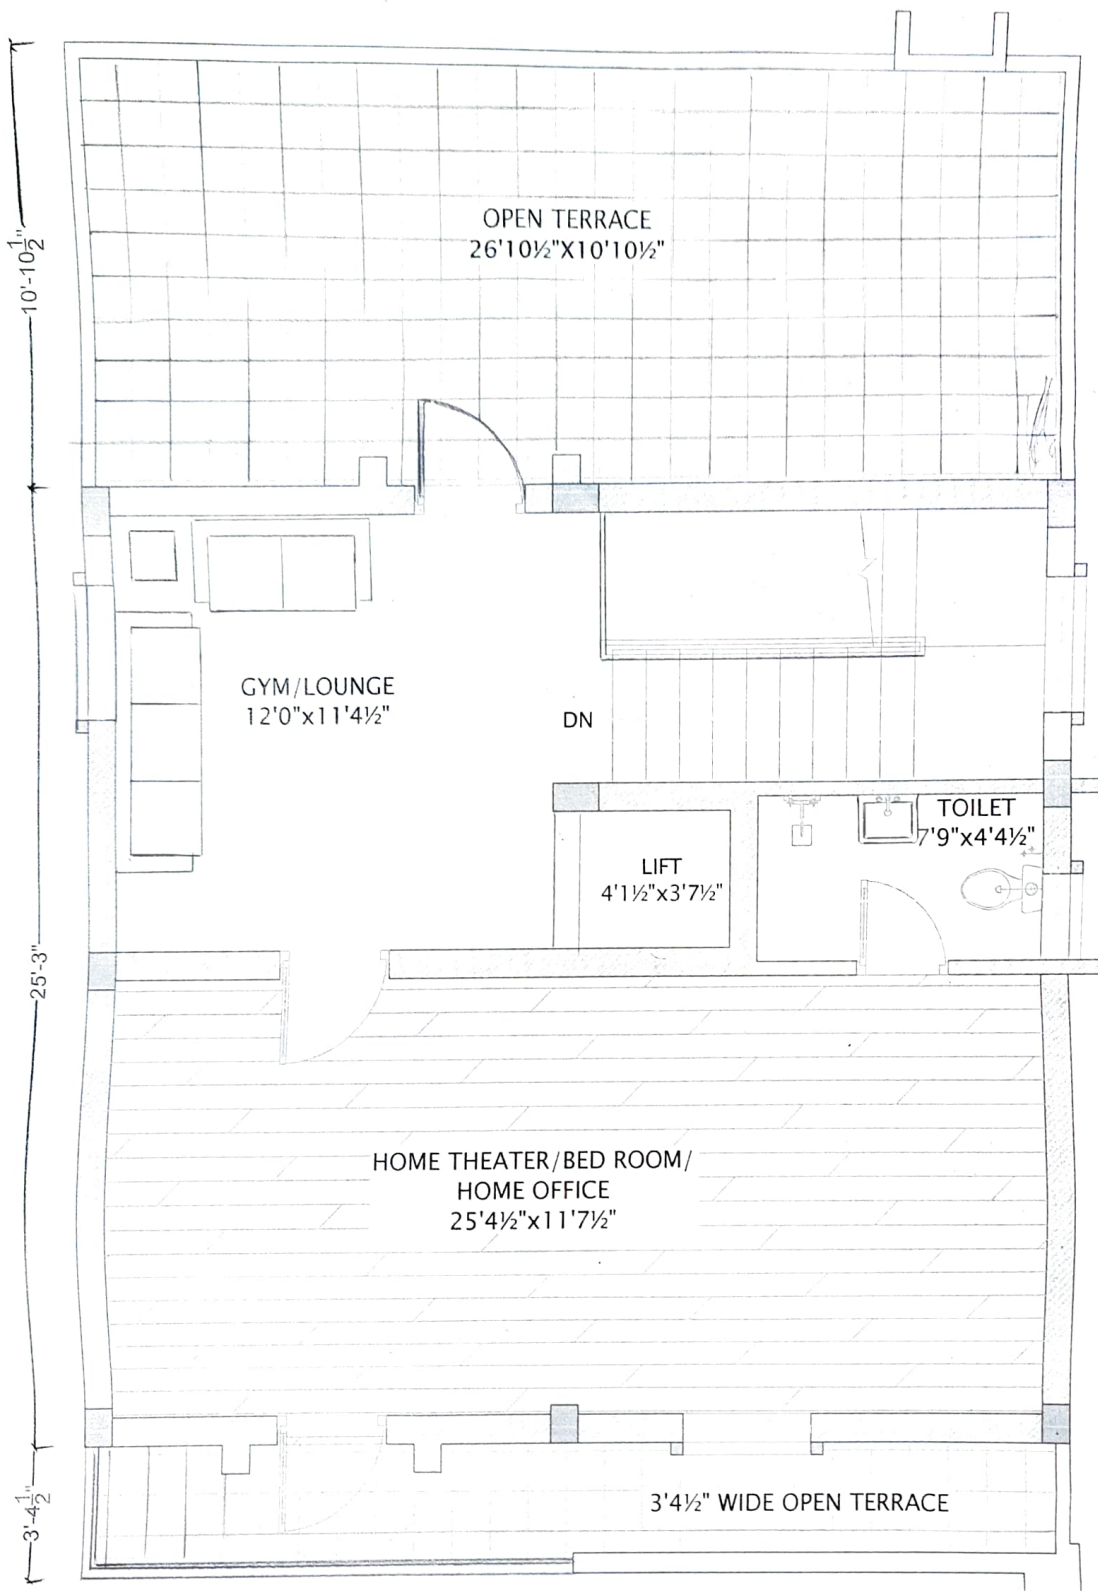 OPEN TERRACE
26'10½"X10'10½"
10'-10½"
GYM/LOUNGE
12'0"x11'4½"
DN
TOILET
7'9"x4'4½"
LIFT
4'1½"x3'7½"
25'-3"
HOME THEATER/BED ROOM/
HOME OFFICE
25'4½"x11'7½"
3'4½" WIDE OPEN TERRACE
3'-4½"